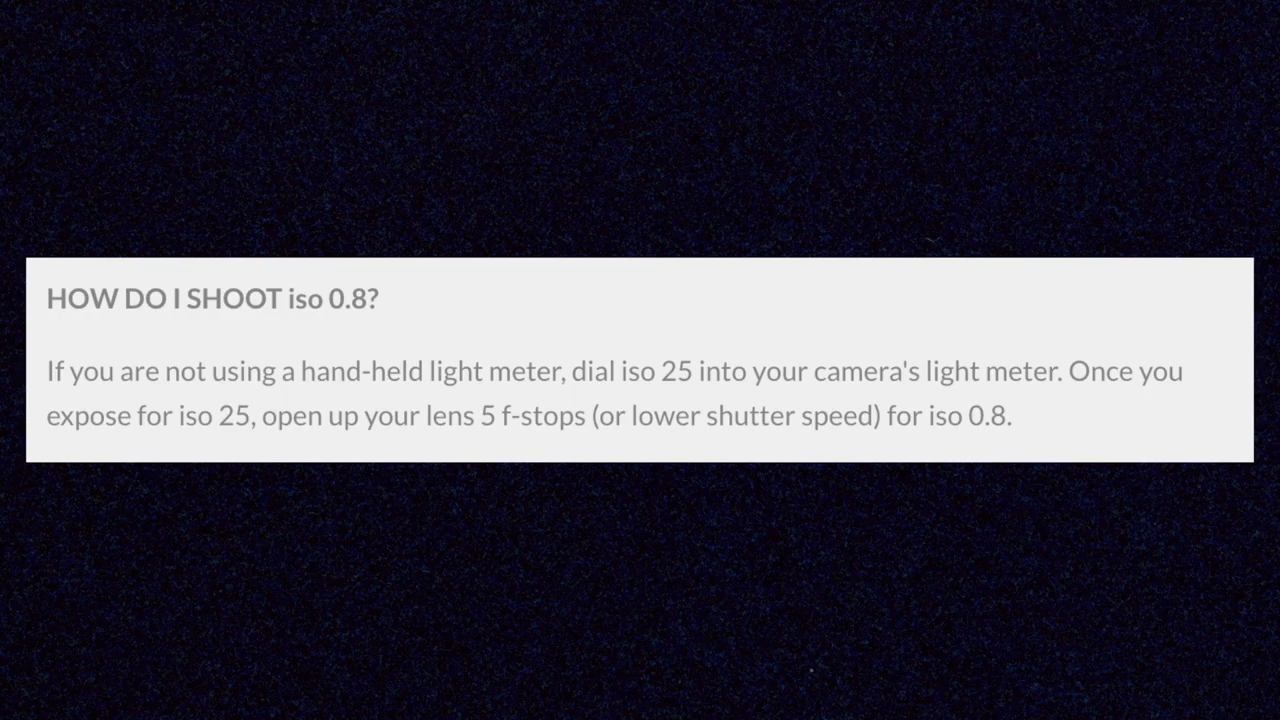 HOW DO I SHOOT iso 0.8?
If you are not using a hand-held light meter, dial iso 25 into your camera's light meter. Once you
expose for iso 25, open up your lens 5 f-stops (or lower shutter speed) for iso 0.8.